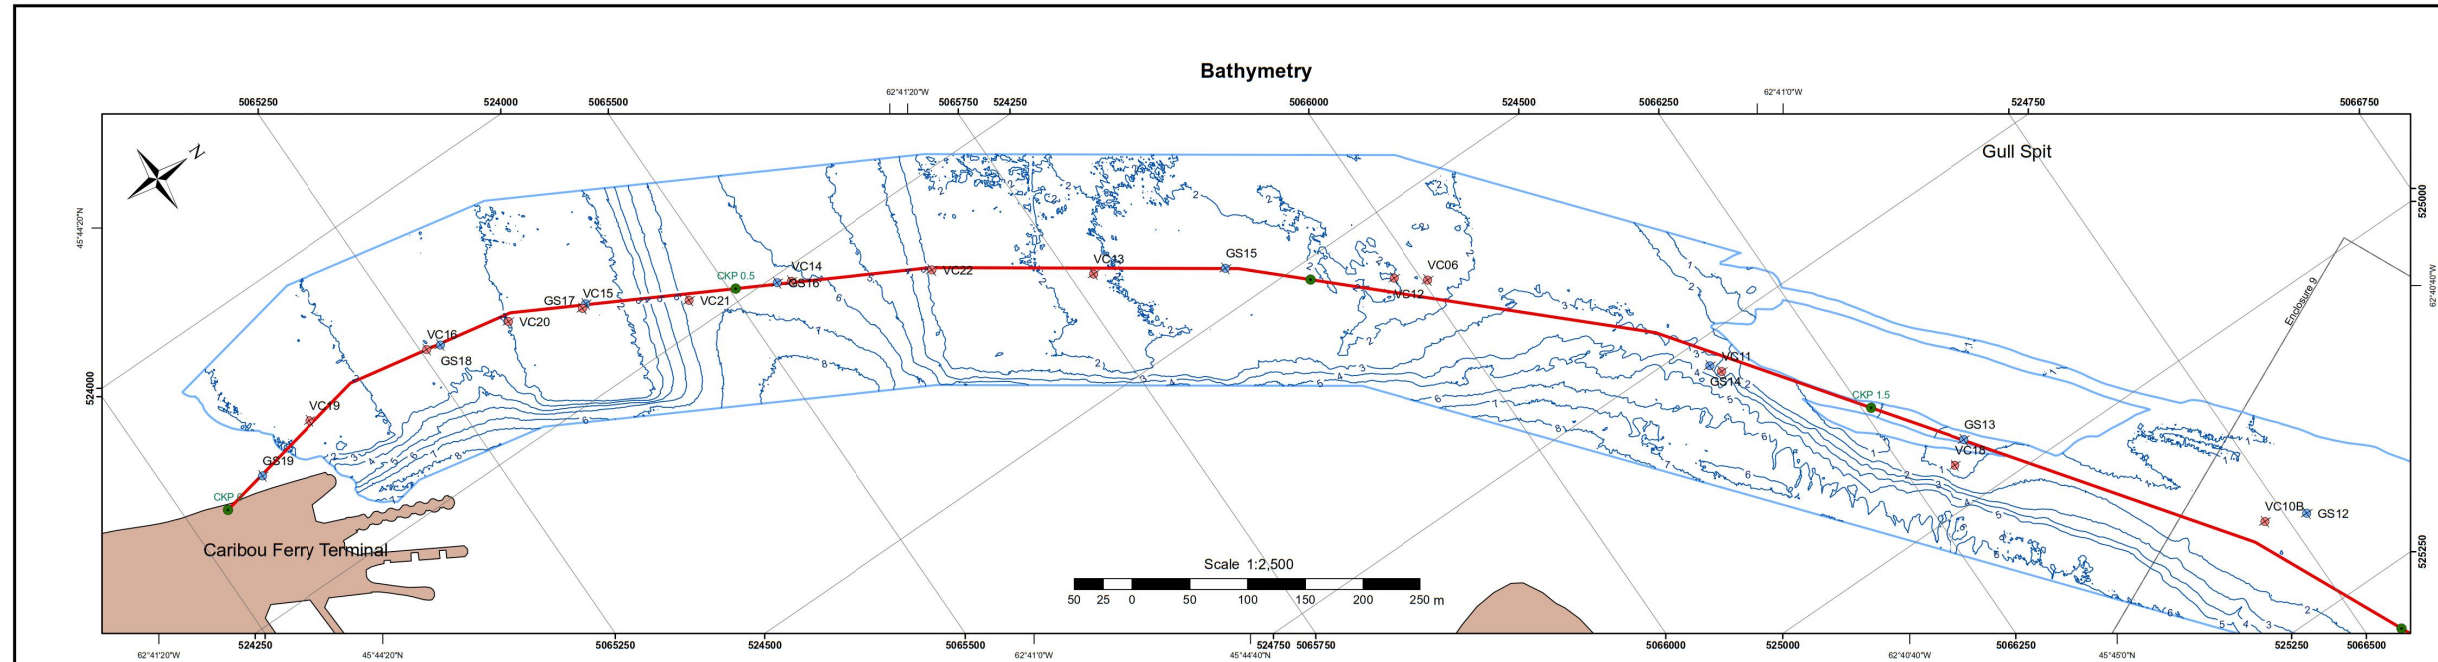 Bathymetry
62°41'20"W
62°41'0"W
5065250
524000
5065500
5065750
524250
5066000
524500
5066250
524750
5066750
N
Gull Spit
45°44'20"N
525000
62°40'40"W
Enclosure 9
GS15
VC13
VC06
VC14
CKP 0.5
VC22
GS16
VC12
VC15
GS17
VC21
VC20
VC16
GS18
VC11
GS14
524000
CKP 1.5
VC19
GS13
VC18
GS19
CKP 0
VC10B
GS12
Caribou Ferry Terminal
525250
Scale 1:2,500
50 25 0 50 100 150 200 250 m
524250
5065250
524500
5065500
524750
5065750
5066000
525000
5066250
525250
5066500
62°41'20"W
45°44'20"N
62°41'0"W
45°44'40"N
62°40'40"W
45°45'0"N